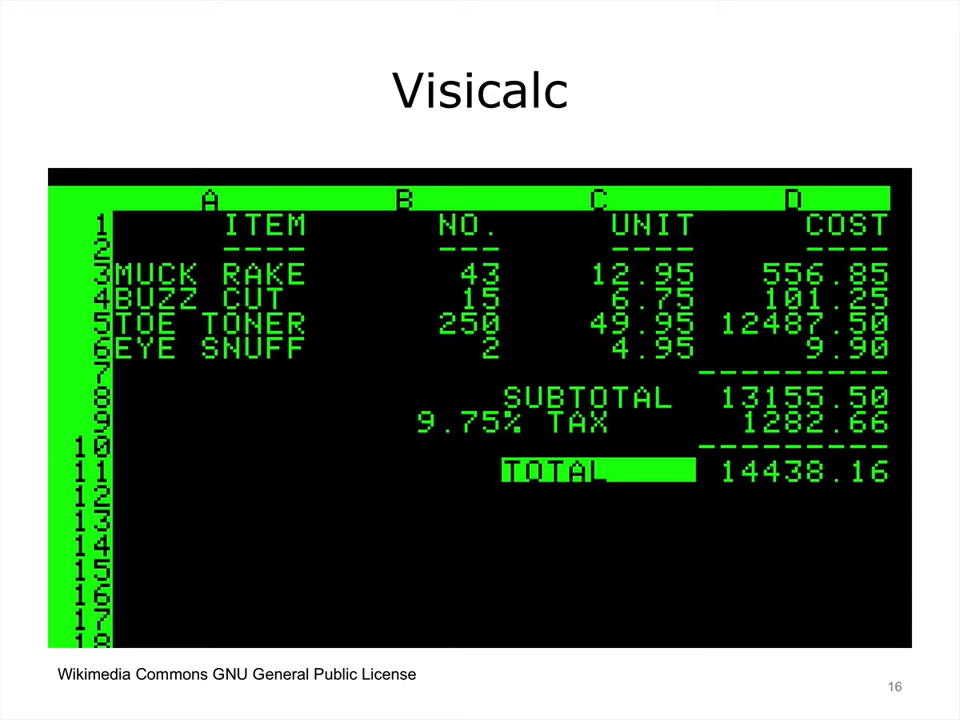 Visicalc
A B C D
1 ITEM NO. UNIT COST
2 ---- --- ---- ----
3 MUCK RAKE 43 12.95 556.85
4 BUZZ CUT 15 6.75 101.25
5 TOE TONER 250 49.95 12487.50
6 EYE SNUFF 2 4.95 9.90
7 ---------
8 SUBTOTAL 13155.50
9 9.75% TAX 1282.66
10 ---------
11 TOTAL 14438.16
12
13
14
15
16
17
18
Wikimedia Commons GNU General Public License
16